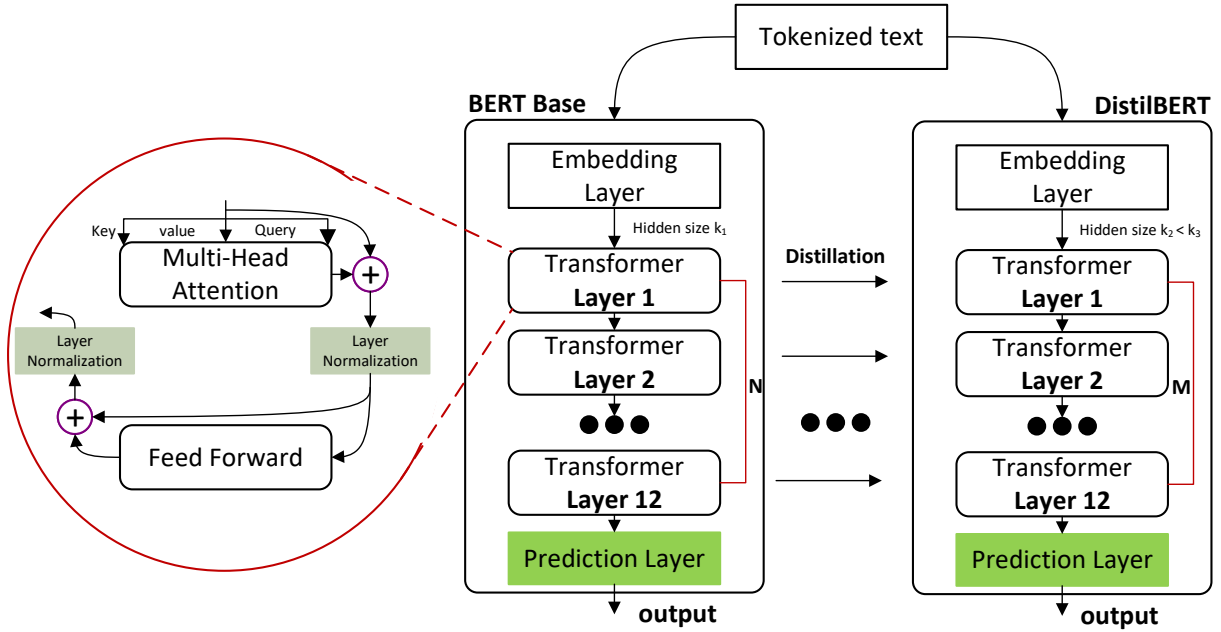 Tokenized text
BERT Base
DistilBERT
Embedding
Layer
Hidden size k₁
Transformer
Layer 1
Transformer
Layer 2
N
Transformer
Layer 12
Prediction Layer
output
Distillation
Embedding
Layer
Hidden size k₂ < k₃
Transformer
Layer 1
Transformer
Layer 2
M
Transformer
Layer 12
Prediction Layer
output
Key value Query
Multi-Head
Attention
+
Layer
Normalization
Layer
Normalization
+
Feed Forward